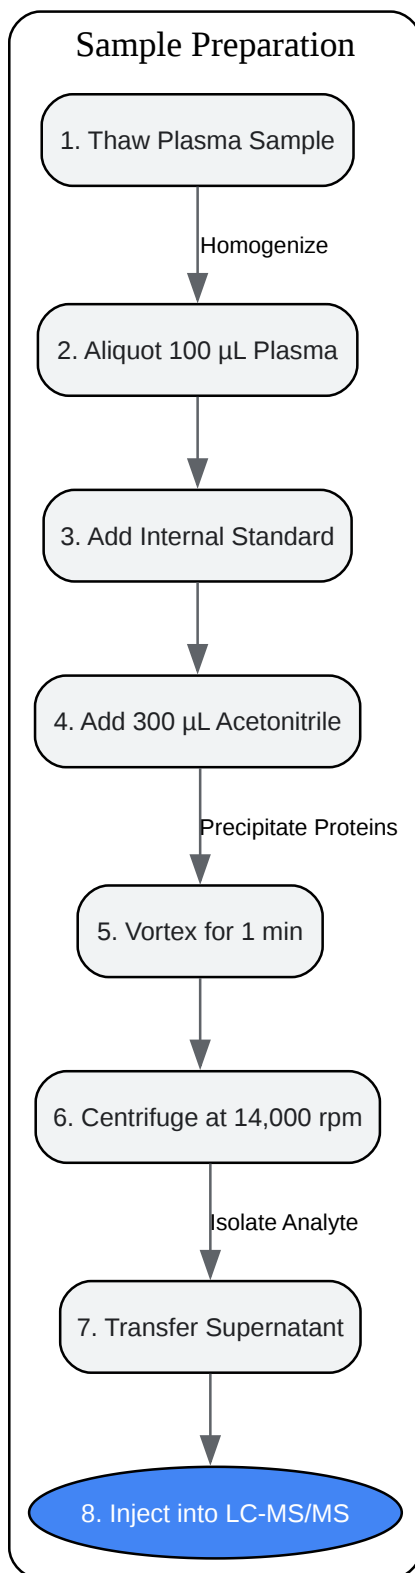 Sample Preparation
1. Thaw Plasma Sample
Homogenize
2. Aliquot 100 µL Plasma
3. Add Internal Standard
4. Add 300 µL Acetonitrile
Precipitate Proteins
5. Vortex for 1 min
6. Centrifuge at 14,000 rpm
Isolate Analyte
7. Transfer Supernatant
8. Inject into LC-MS/MS